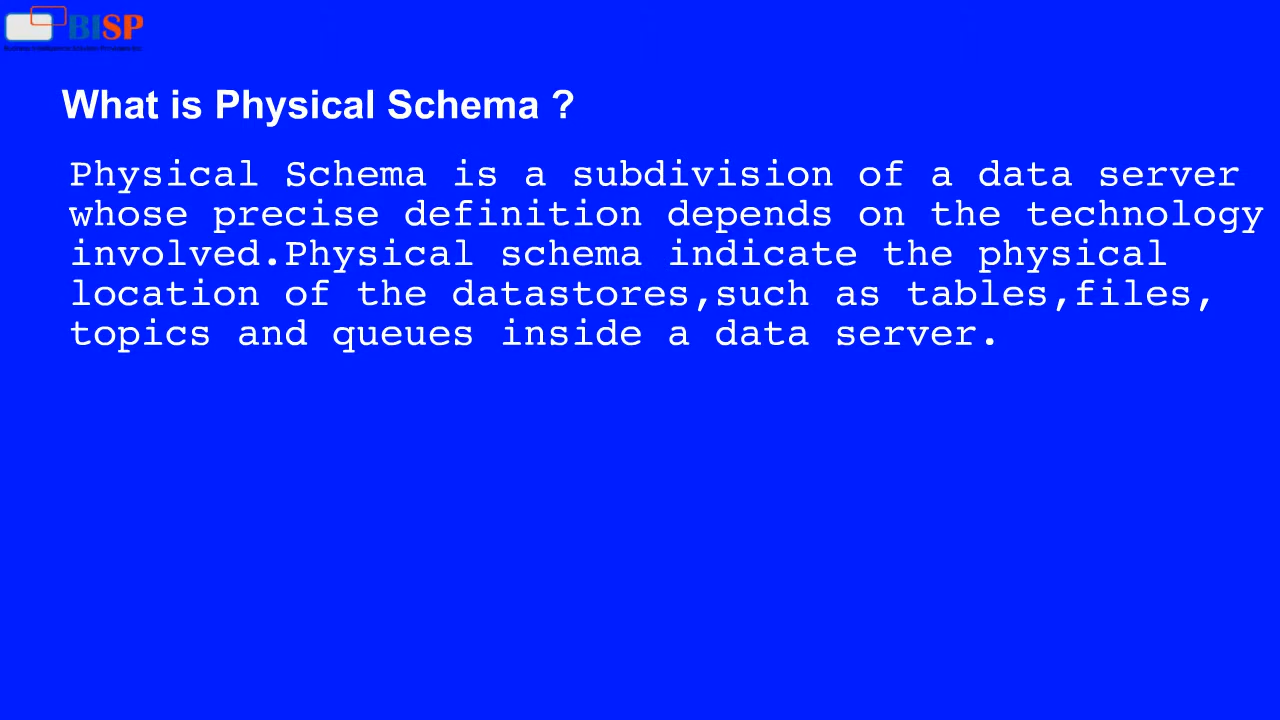 BISP
What is Physical Schema ?
Physical Schema is a subdivision of a data server
whose precise definition depends on the technology
involved.Physical schema indicate the physical
location of the datastores,such as tables,files,
topics and queues inside a data server.